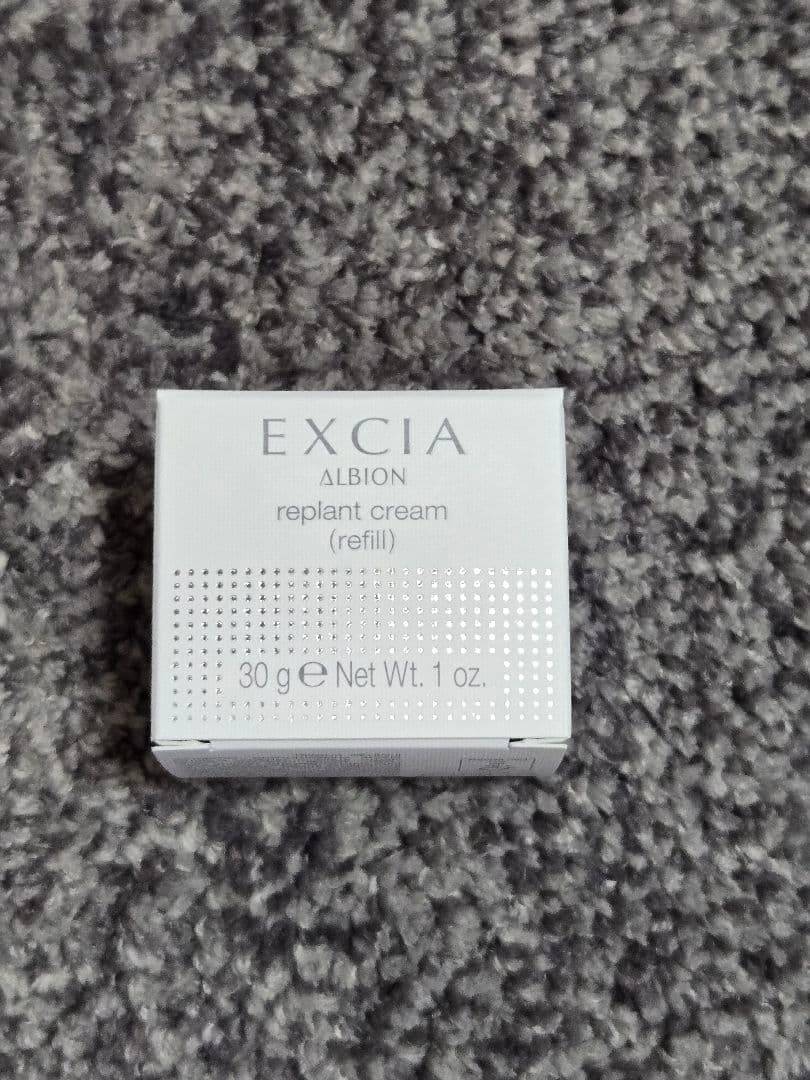 EXCIA
ALBION
replant cream
(refill)
30 g ℮ Net Wt. 1 oz.